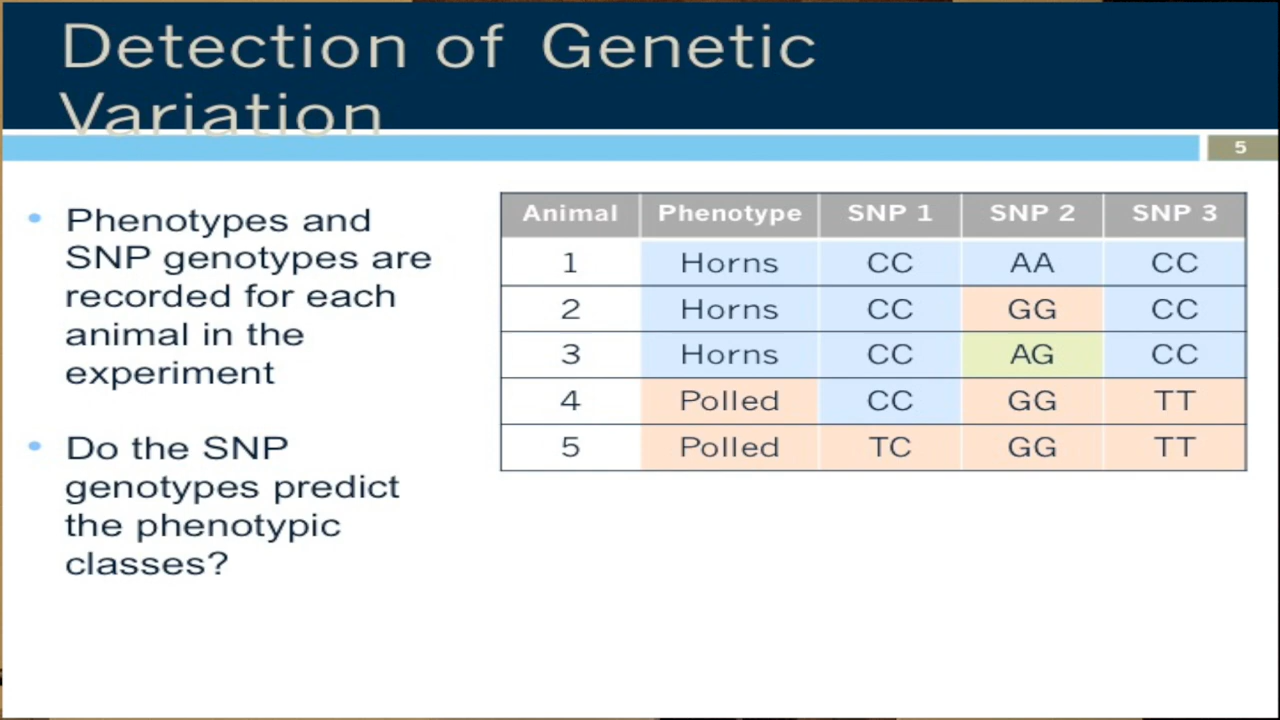 Detection of Genetic
Variation
5
• Phenotypes and
SNP genotypes are
recorded for each
animal in the
experiment
• Do the SNP
genotypes predict
the phenotypic
classes?
Animal Phenotype SNP 1 SNP 2 SNP 3
1 Horns CC AA CC
2 Horns CC GG CC
3 Horns CC AG CC
4 Polled CC GG TT
5 Polled TC GG TT